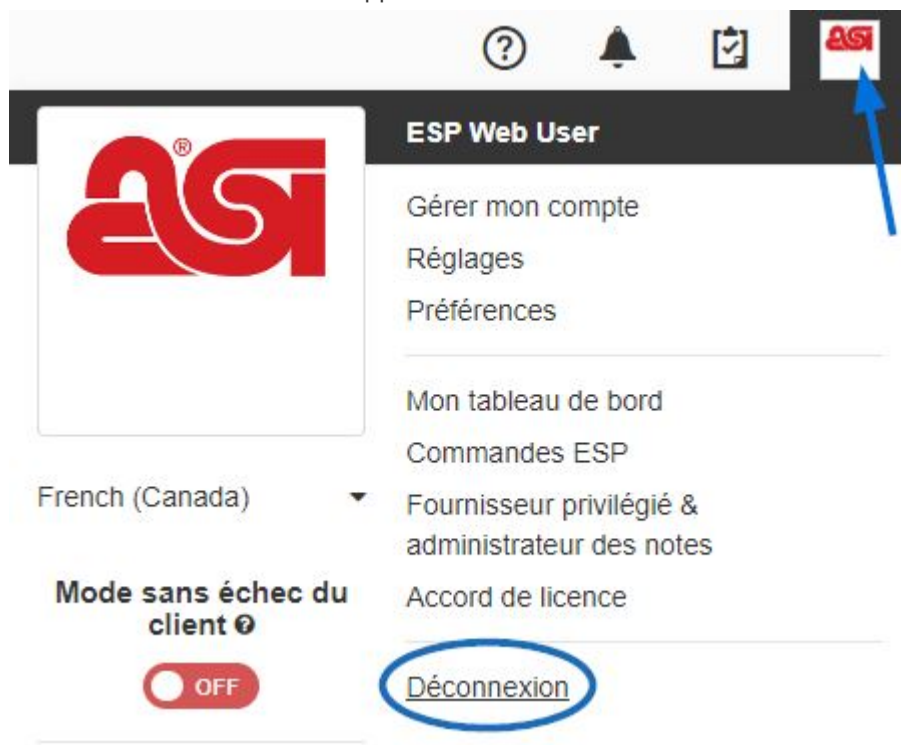 asi
ESP Web User
asi®
Gérer mon compte
Réglages
Préférences
Mon tableau de bord
Commandes ESP
French (Canada)
Fournisseur privilégié &
administrateur des notes
Mode sans échec du
client
Accord de licence
OFF
Déconnexion